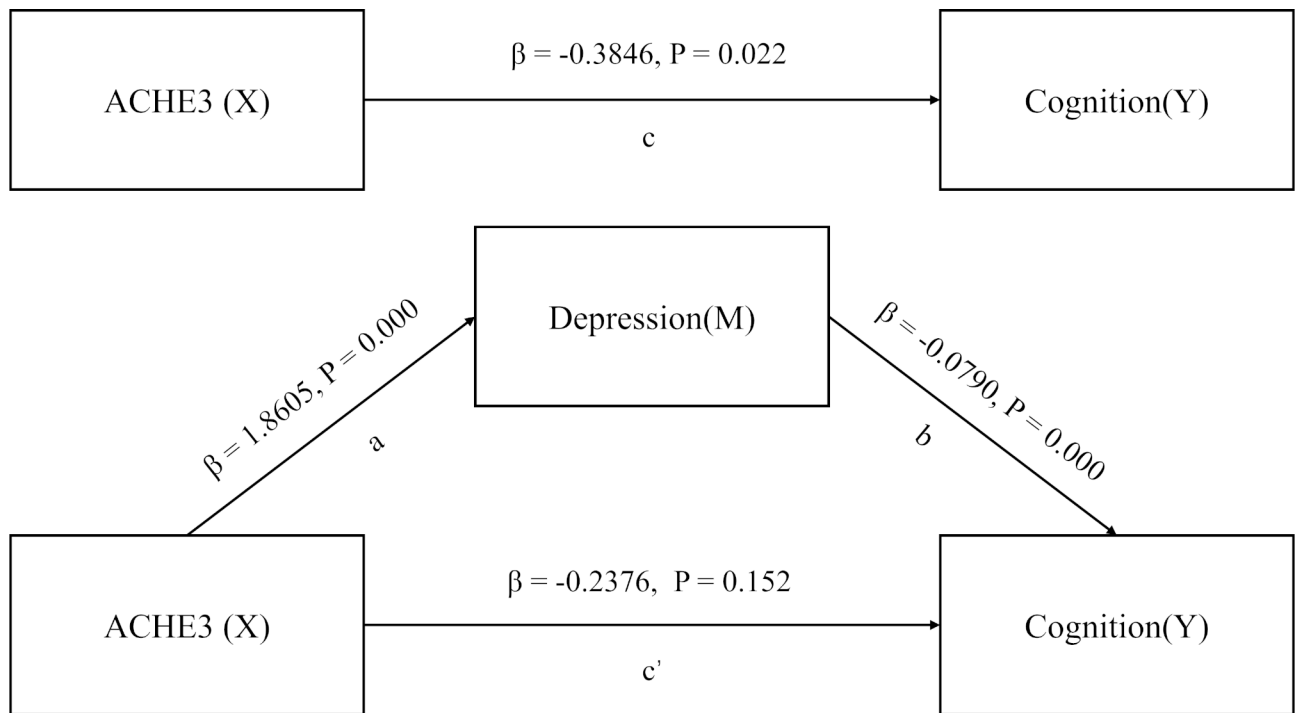 β = -0.3846, P = 0.022
ACHE3 (X)
Cognition(Y)
c
Depression(M)
β = 1.8605, P = 0.000
a
β = -0.0790, P = 0.000
b
β = -0.2376,  P = 0.152
ACHE3 (X)
Cognition(Y)
c’